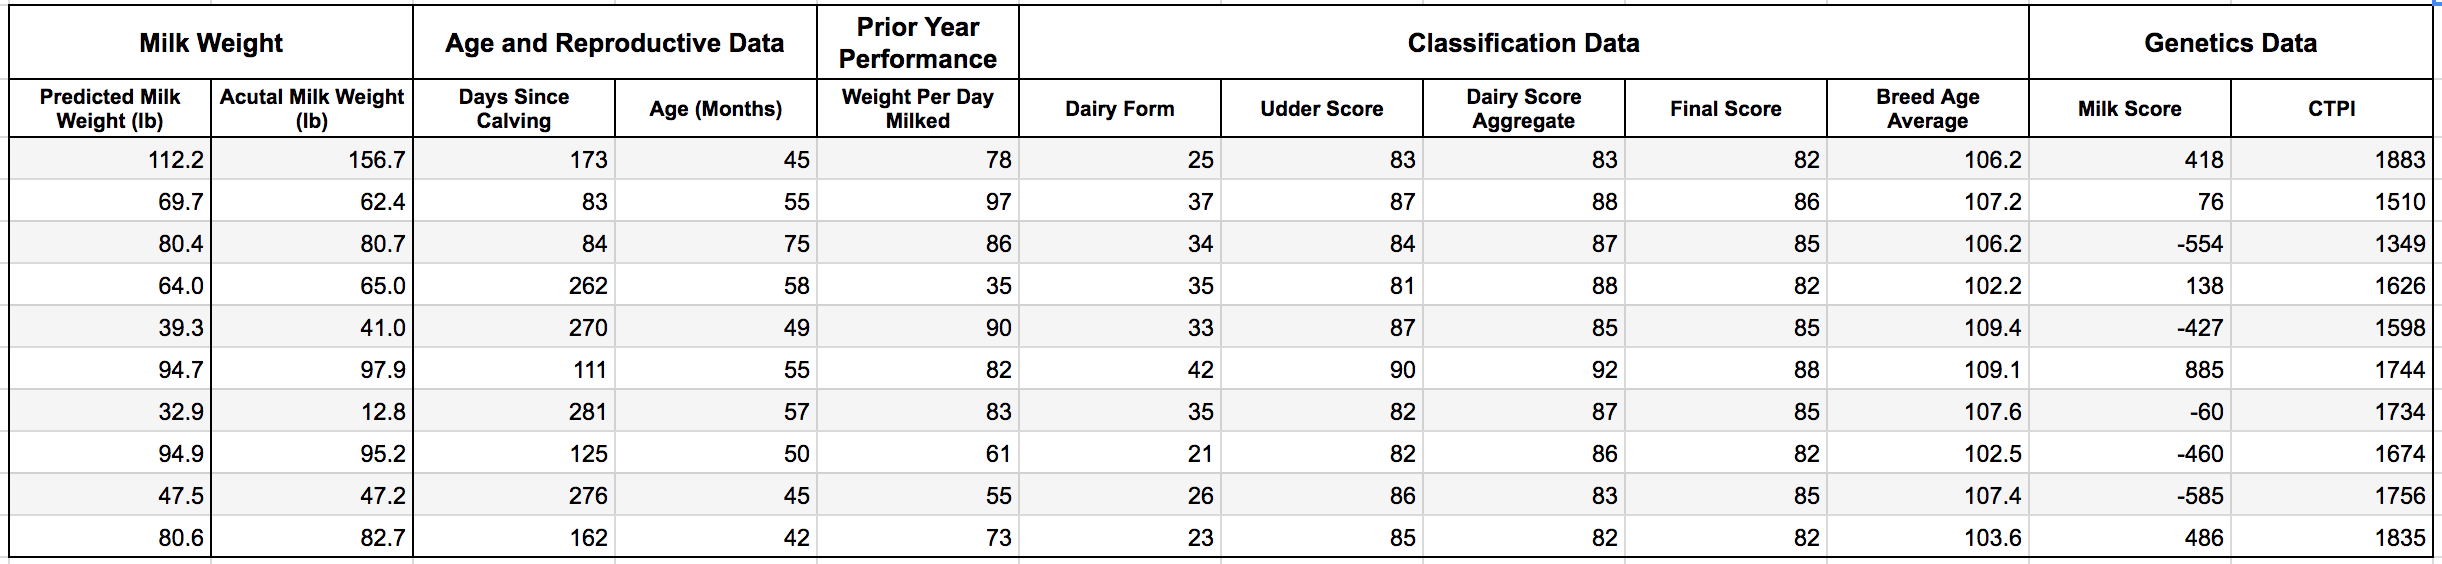 Milk Weight Age and Reproductive Data Prior Year Performance Classification Data Genetics Data
Predicted Milk Weight (lb) Acutal Milk Weight (lb) Days Since Calving Age (Months) Weight Per Day Milked Dairy Form Udder Score Dairy Score Aggregate Final Score Breed Age Average Milk Score CTPI
112.2 156.7 173 45 78 25 83 83 82 106.2 418 1883
69.7 62.4 83 55 97 37 87 88 86 107.2 76 1510
80.4 80.7 84 75 86 34 84 87 85 106.2 -554 1349
64.0 65.0 262 58 35 35 81 88 82 102.2 138 1626
39.3 41.0 270 49 90 33 87 85 85 109.4 -427 1598
94.7 97.9 111 55 82 42 90 92 88 109.1 885 1744
32.9 12.8 281 57 83 35 82 87 85 107.6 -60 1734
94.9 95.2 125 50 61 21 82 86 82 102.5 -460 1674
47.5 47.2 276 45 55 26 86 83 85 107.4 -585 1756
80.6 82.7 162 42 73 23 85 82 82 103.6 486 1835